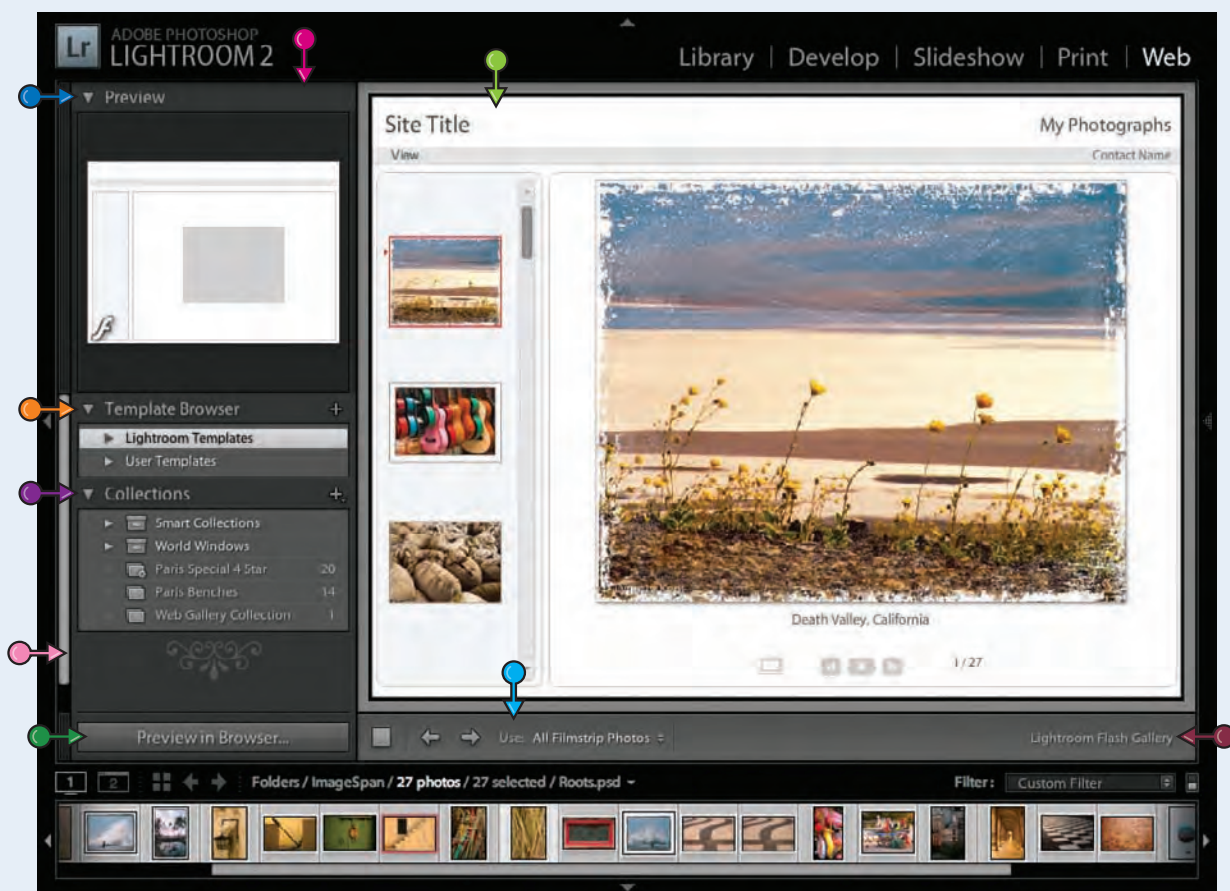 Lr ADOBE PHOTOSHOP
LIGHTROOM 2
Library | Develop | Slideshow | Print | Web
Preview
Template Browser +
Lightroom Templates
User Templates
Collections +
Smart Collections
World Windows
Paris Special 4 Star 20
Paris Benches 14
Web Gallery Collection 1
Preview in Browser...
Site Title My Photographs
View Contact Name
Death Valley, California
1 / 27
Use: All Filmstrip Photos
Lightroom Flash Gallery
1 2 Folders / ImageSpan / 27 photos / 27 selected / Roots.psd
Filter: Custom Filter